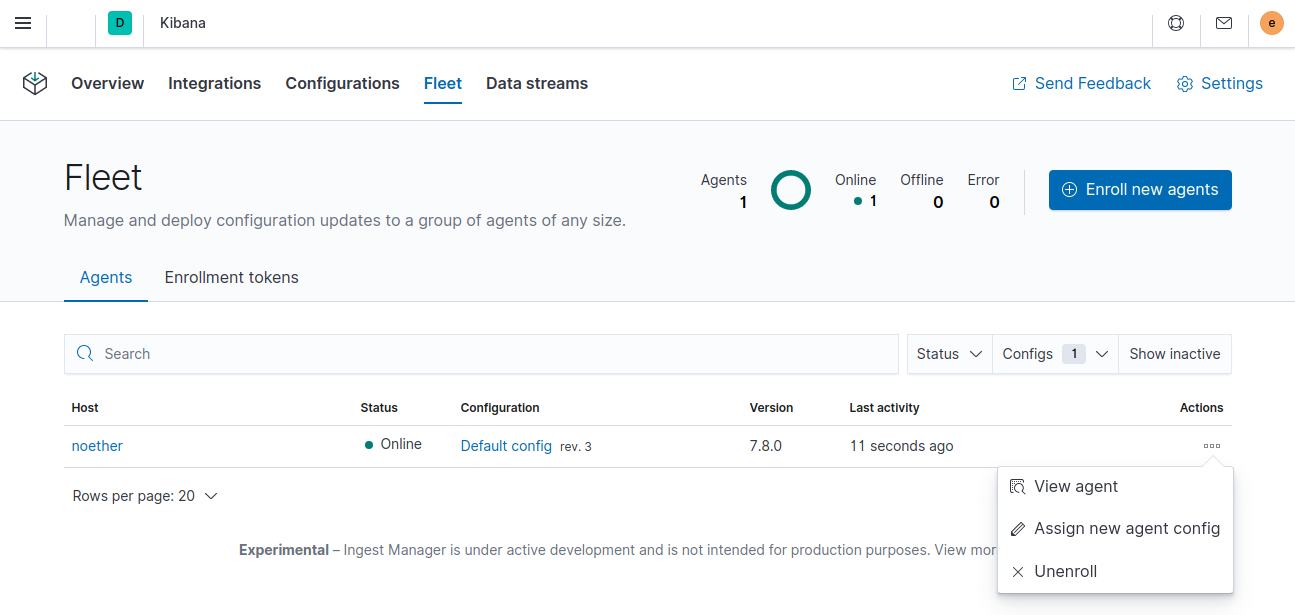 D Kibana e
Overview Integrations Configurations Fleet Data streams Send Feedback Settings
Fleet
Manage and deploy configuration updates to a group of agents of any size.
Agents Online Offline Error
1 1 0 0
Enroll new agents
Agents Enrollment tokens
Search Status Configs 1 Show inactive
Host Status Configuration Version Last activity Actions
noether Online Default config rev. 3 7.8.0 11 seconds ago
View agent
Assign new agent config
Unenroll
Rows per page: 20
Experimental – Ingest Manager is under active development and is not intended for production purposes. View mor